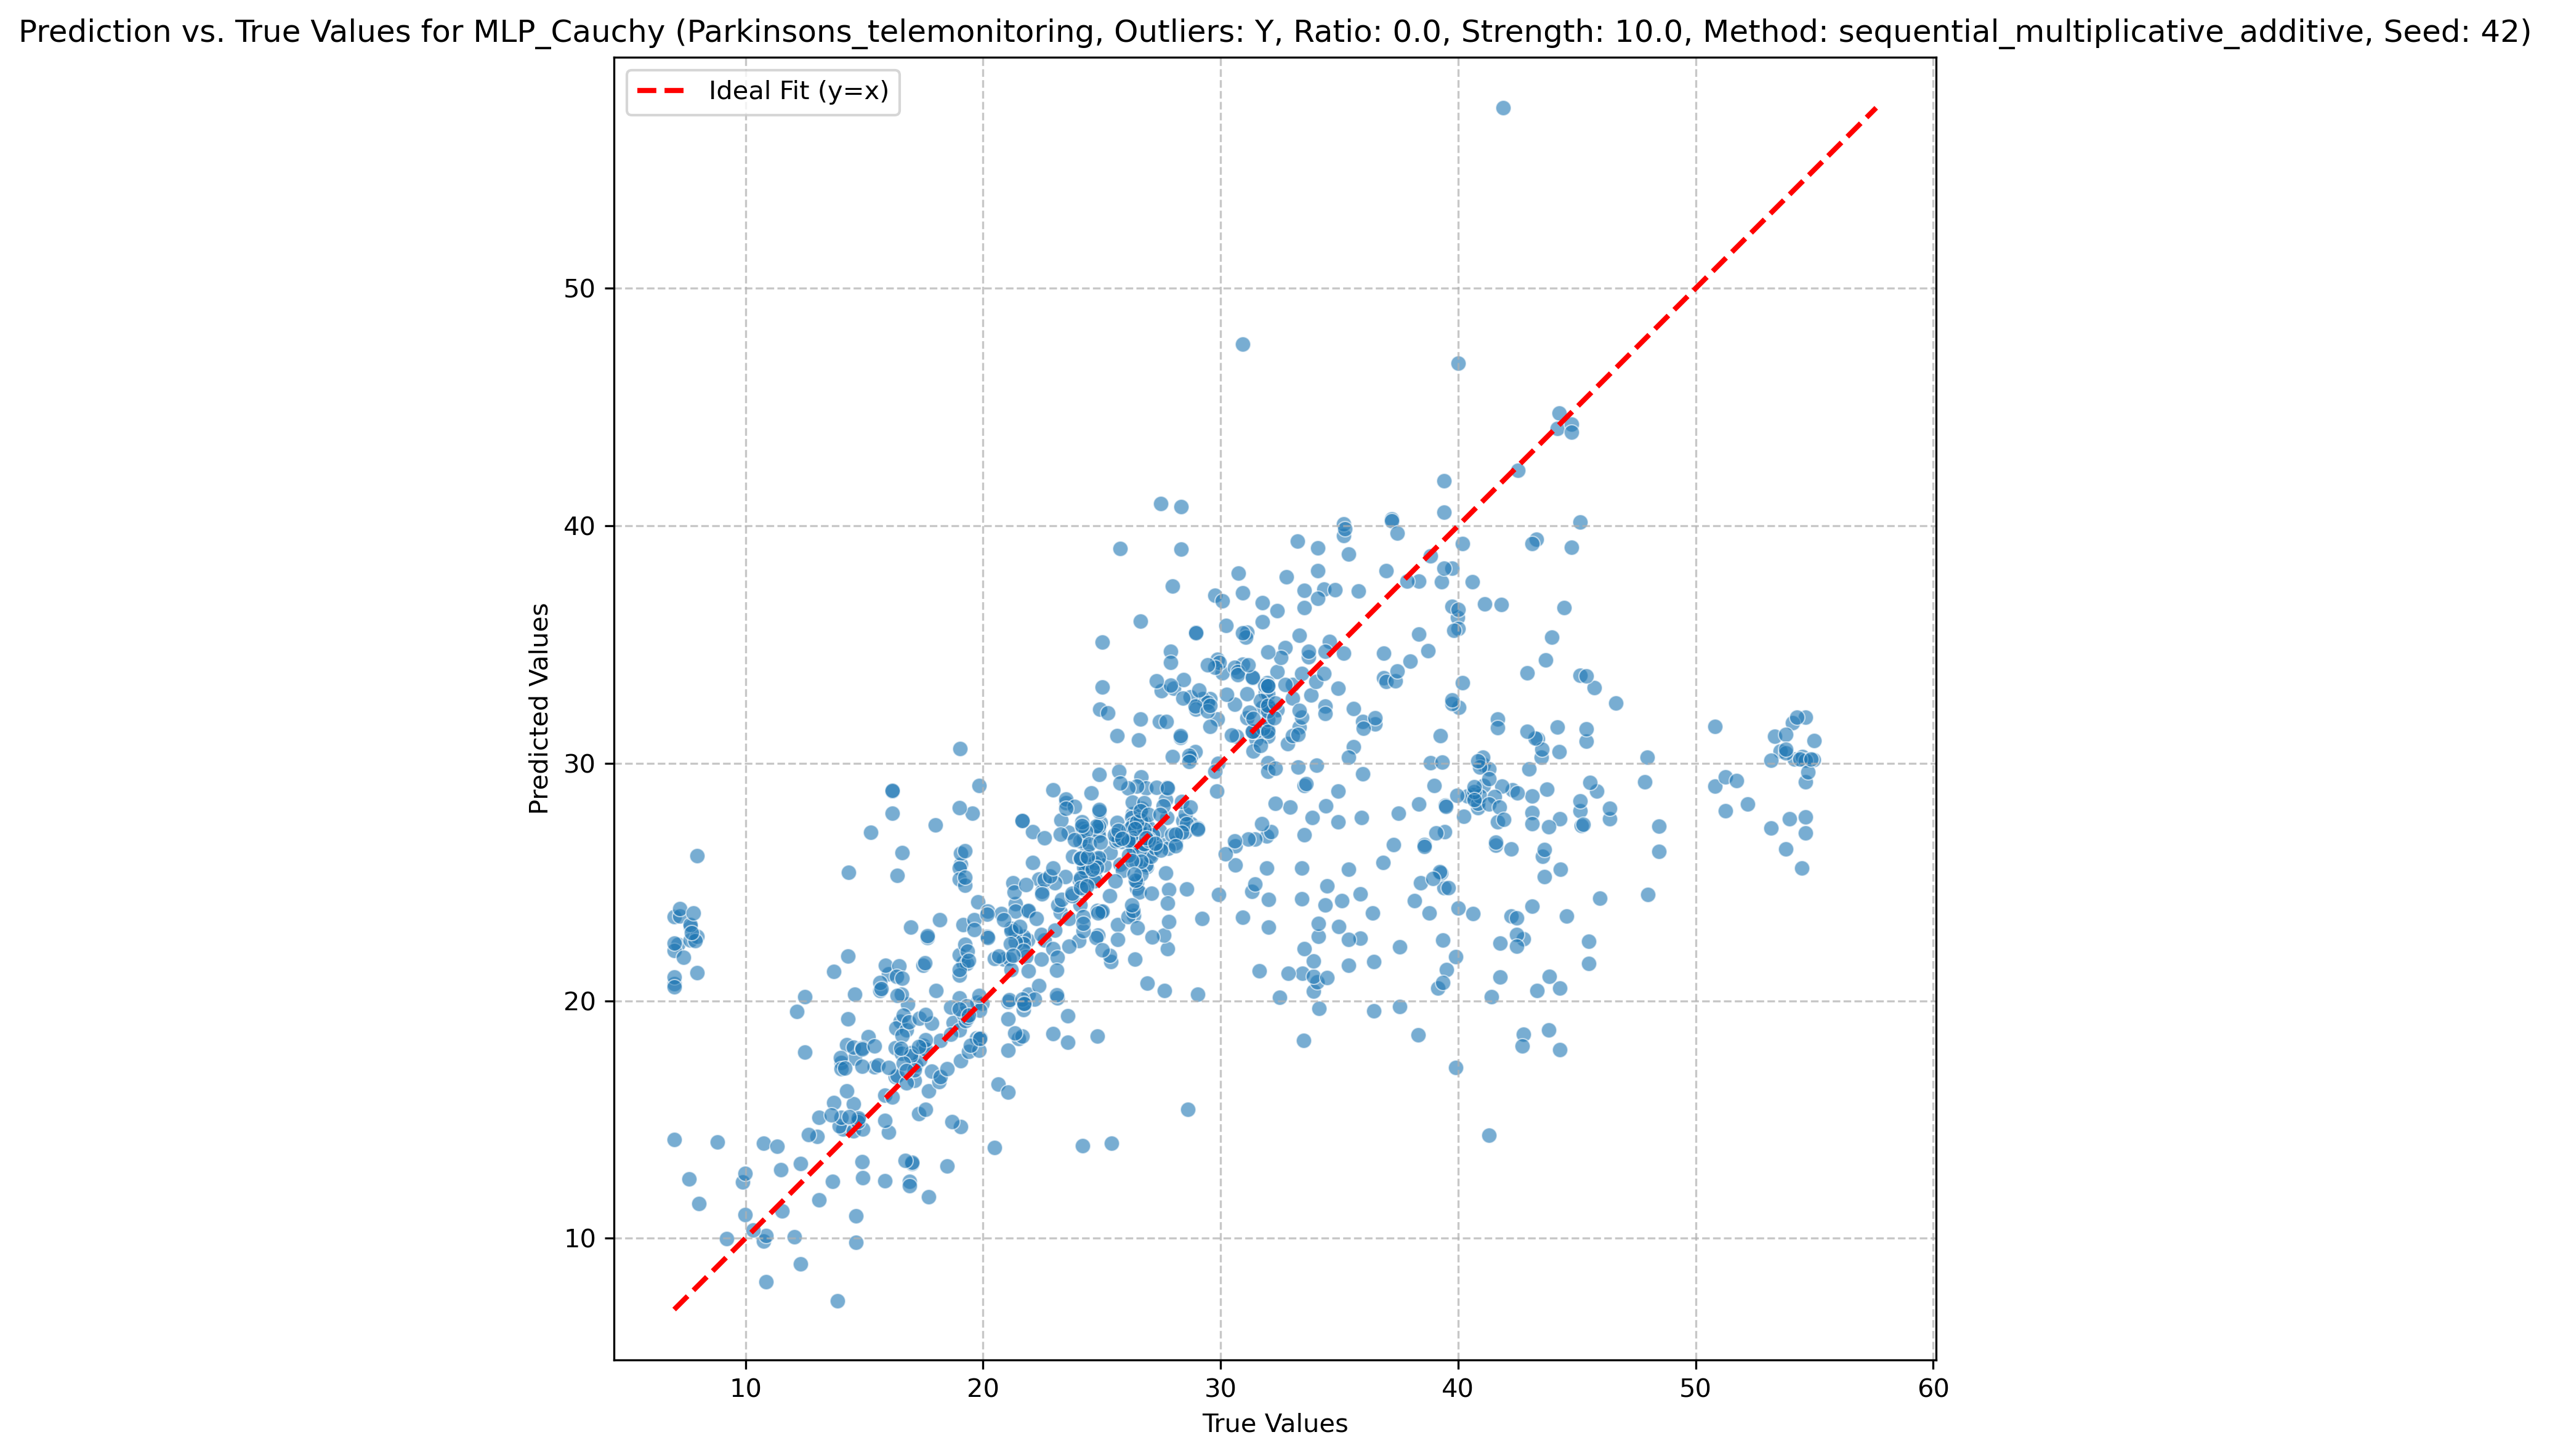 Prediction vs. True Values for MLP_Cauchy (Parkinsons_telemonitoring, Outliers: Y, Ratio: 0.0, Strength: 10.0, Method: sequential_multiplicative_additive, Seed: 42)
Ideal Fit (y=x)
50
40
30
20
10
Predicted Values
10 20 30 40 50 60
True Values